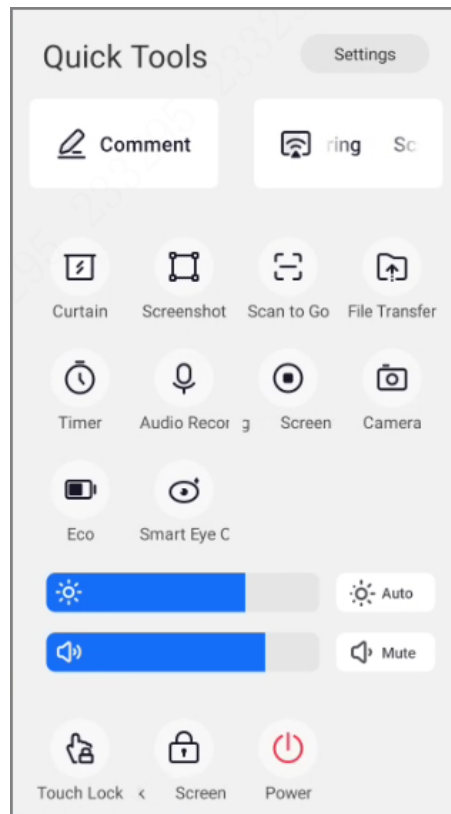 Quick Tools Settings
Comment ring Sc
Curtain Screenshot Scan to Go File Transfer
Timer Audio Recor g Screen Camera
Eco Smart Eye C
Auto
Mute
Touch Lock < Screen Power